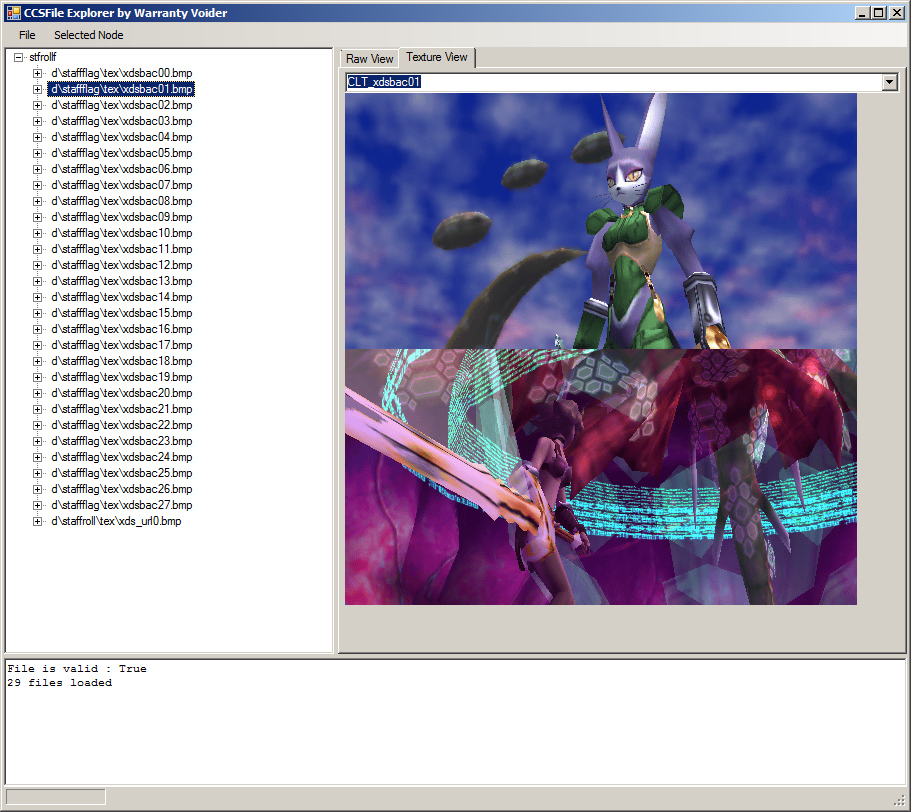 CCSFile Explorer by Warranty Voider
File Selected Node
stfrollf
d\staffflag\tex\xdsbac00.bmp
d\staffflag\tex\xdsbac01.bmp
d\staffflag\tex\xdsbac02.bmp
d\staffflag\tex\xdsbac03.bmp
d\staffflag\tex\xdsbac04.bmp
d\staffflag\tex\xdsbac05.bmp
d\staffflag\tex\xdsbac06.bmp
d\staffflag\tex\xdsbac07.bmp
d\staffflag\tex\xdsbac08.bmp
d\staffflag\tex\xdsbac09.bmp
d\staffflag\tex\xdsbac10.bmp
d\staffflag\tex\xdsbac11.bmp
d\staffflag\tex\xdsbac12.bmp
d\staffflag\tex\xdsbac13.bmp
d\staffflag\tex\xdsbac14.bmp
d\staffflag\tex\xdsbac15.bmp
d\staffflag\tex\xdsbac16.bmp
d\staffflag\tex\xdsbac17.bmp
d\staffflag\tex\xdsbac18.bmp
d\staffflag\tex\xdsbac19.bmp
d\staffflag\tex\xdsbac20.bmp
d\staffflag\tex\xdsbac21.bmp
d\staffflag\tex\xdsbac22.bmp
d\staffflag\tex\xdsbac23.bmp
d\staffflag\tex\xdsbac24.bmp
d\staffflag\tex\xdsbac25.bmp
d\staffflag\tex\xdsbac26.bmp
d\staffflag\tex\xdsbac27.bmp
d\staffroll\tex\xds_url0.bmp
Raw View Texture View
CLT_xdsbac01
File is valid : True
29 files loaded